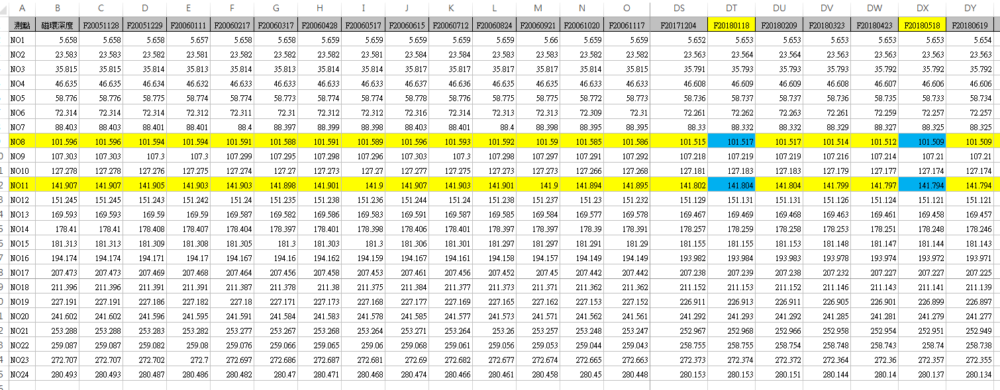 A B C D E F G H I J K L M N O DS DT DU DV DW DX DY
測點 磁環深度 F20051128 F20051229 F20060111 F20060217 F20060317 F20060428 F20060517 F20060615 F20060712 F20060824 F20060921 F20061020 F20061117 F20171204 F20180118 F20180209 F20180323 F20180423 F20180518 F20180619
NO1 5.658 5.658 5.658 5.657 5.658 5.658 5.659 5.659 5.659 5.659 5.659 5.66 5.659 5.659 5.652 5.653 5.653 5.653 5.653 5.653 5.654
NO2 23.583 23.583 23.582 23.581 23.582 23.582 23.582 23.581 23.584 23.584 23.583 23.583 23.582 23.582 23.563 23.564 23.564 23.563 23.563 23.563 23.563
NO3 35.815 35.815 35.814 35.813 35.814 35.813 35.814 35.814 35.817 35.817 35.817 35.817 35.814 35.815 35.791 35.793 35.793 35.793 35.792 35.792 35.792
NO4 46.635 46.635 46.634 46.632 46.633 46.633 46.633 46.633 46.637 46.636 46.635 46.635 46.633 46.633 46.608 46.609 46.609 46.608 46.607 46.606 46.606
NO5 58.776 58.776 58.775 58.774 58.774 58.773 58.774 58.774 58.778 58.776 58.775 58.775 58.772 58.773 58.736 58.737 58.737 58.736 58.735 58.733 58.734
NO6 72.314 72.314 72.314 72.312 72.311 72.31 72.312 72.312 72.316 72.314 72.313 72.313 72.309 72.31 72.261 72.262 72.263 72.261 72.259 72.257 72.257
NO7 88.403 88.403 88.401 88.401 88.4 88.397 88.399 88.398 88.403 88.401 88.4 88.398 88.395 88.395 88.33 88.332 88.332 88.329 88.327 88.325 88.325
NO8 101.596 101.596 101.594 101.594 101.591 101.588 101.591 101.589 101.596 101.593 101.592 101.59 101.585 101.586 101.515 101.517 101.517 101.514 101.512 101.509 101.509
NO9 107.303 107.303 107.3 107.3 107.299 107.295 107.298 107.296 107.303 107.3 107.298 107.297 107.291 107.292 107.218 107.219 107.219 107.216 107.214 107.21 107.21
NO10 127.278 127.278 127.276 127.275 127.274 127.27 127.273 127.27 127.277 127.275 127.273 127.273 127.266 127.268 127.181 127.183 127.183 127.179 127.177 127.174 127.174
NO11 141.907 141.907 141.905 141.903 141.903 141.898 141.901 141.9 141.907 141.903 141.901 141.9 141.894 141.895 141.802 141.804 141.804 141.799 141.797 141.794 141.794
NO12 151.245 151.245 151.243 151.242 151.24 151.235 151.238 151.236 151.244 151.24 151.238 151.237 151.23 151.232 151.129 151.131 151.131 151.126 151.124 151.121 151.121
NO13 169.593 169.593 169.59 169.59 169.587 169.582 169.586 169.583 169.591 169.587 169.585 169.584 169.577 169.578 169.467 169.469 169.468 169.463 169.461 169.458 169.457
NO14 178.41 178.41 178.408 178.407 178.404 178.397 178.401 178.398 178.406 178.401 178.397 178.397 178.39 178.391 178.257 178.259 178.258 178.253 178.251 178.248 178.246
NO15 181.313 181.313 181.309 181.308 181.305 181.3 181.303 181.3 181.306 181.301 181.297 181.297 181.291 181.29 181.155 181.155 181.153 181.148 181.147 181.144 181.143
NO16 194.174 194.174 194.171 194.17 194.167 194.16 194.162 194.159 194.167 194.161 194.158 194.157 194.149 194.149 193.982 193.984 193.983 193.978 193.974 193.972 193.971
NO17 207.473 207.473 207.469 207.468 207.464 207.456 207.458 207.453 207.461 207.456 207.452 207.45 207.442 207.442 207.238 207.239 207.238 207.232 207.227 207.227 207.225
NO18 211.396 211.396 211.391 211.391 211.387 211.378 211.38 211.375 211.384 211.377 211.373 211.371 211.362 211.362 211.152 211.153 211.152 211.146 211.143 211.141 211.139
NO19 227.191 227.191 227.186 227.182 227.18 227.171 227.173 227.168 227.177 227.169 227.165 227.162 227.153 227.152 226.911 226.913 226.911 226.905 226.901 226.899 226.897
NO20 241.602 241.602 241.596 241.595 241.591 241.584 241.583 241.578 241.585 241.577 241.573 241.571 241.562 241.561 241.292 241.293 241.292 241.285 241.281 241.279 241.277
NO21 253.288 253.288 253.283 253.282 253.277 253.267 253.268 253.264 253.271 253.264 253.26 253.257 253.248 253.247 252.967 252.968 252.966 252.958 252.954 252.951 252.949
NO22 259.087 259.087 259.082 259.08 259.076 259.066 259.065 259.06 259.068 259.061 259.056 259.053 259.044 259.043 258.755 258.755 258.754 258.748 258.743 258.74 258.738
NO23 272.707 272.707 272.702 272.7 272.697 272.686 272.687 272.681 272.69 272.682 272.677 272.674 272.665 272.663 272.373 272.374 272.372 272.364 272.36 272.357 272.355
NO24 280.493 280.493 280.487 280.486 280.482 280.47 280.471 280.468 280.474 280.466 280.461 280.458 280.45 280.448 280.153 280.153 280.151 280.144 280.14 280.137 280.134